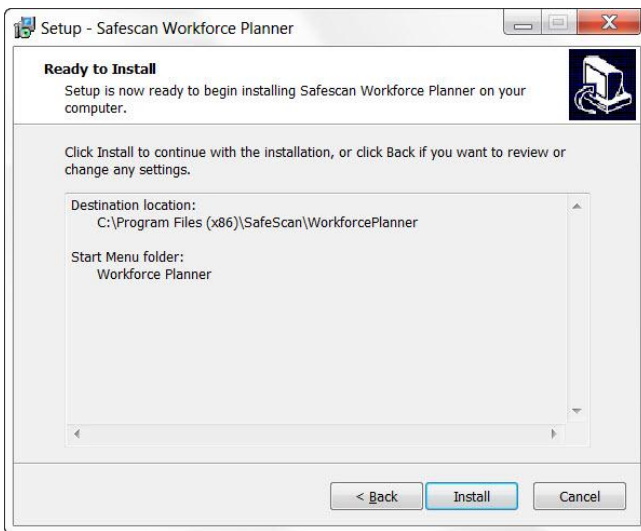 Setup - Safescan Workforce Planner
Ready to Install
Setup is now ready to begin installing Safescan Workforce Planner on your
computer.
Click Install to continue with the installation, or click Back if you want to review or
change any settings.
Destination location:
C:\Program Files (x86)\SafeScan\WorkforcePlanner
Start Menu folder:
Workforce Planner
< Back
Install
Cancel